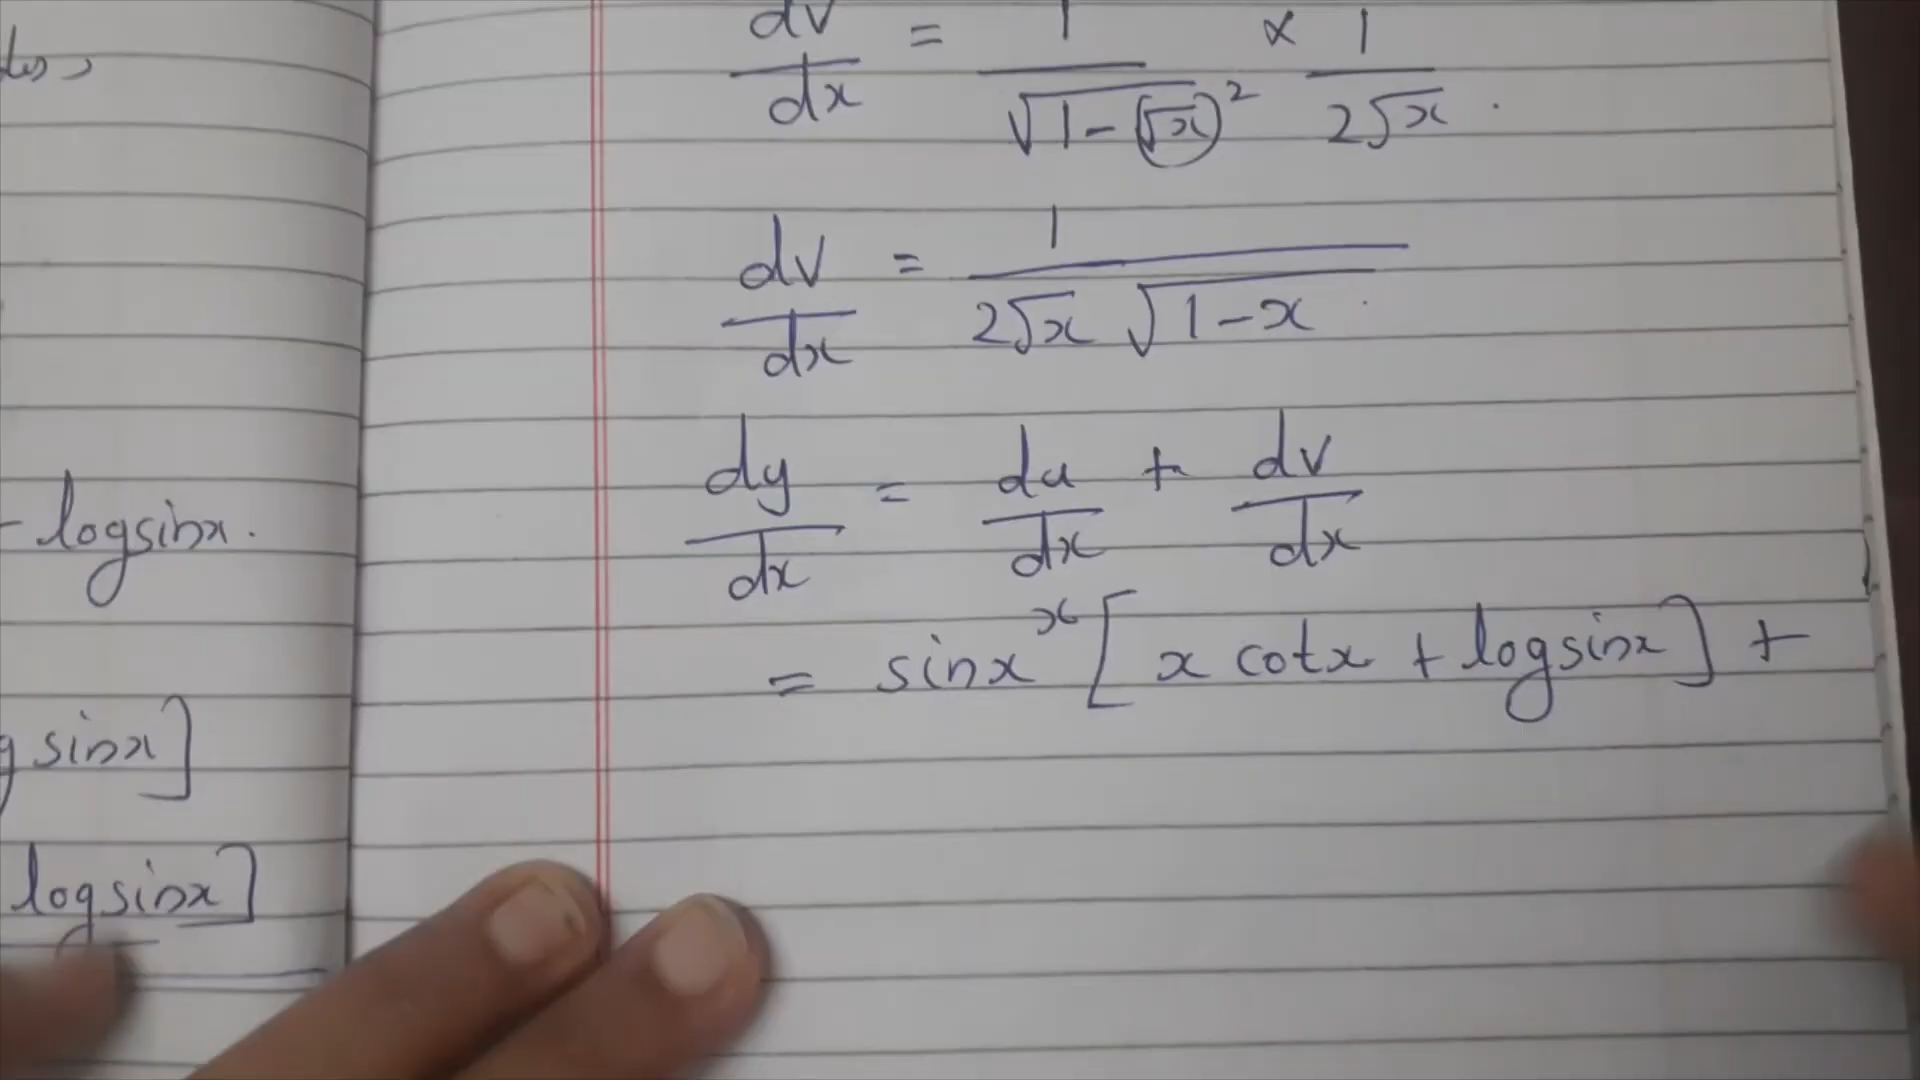 - logsinx.
sinx]
logsinx]
dv/dx = 1/√1-(√x)² × 1/2√x .
dv/dx = 1/2√x √1-x .
dy/dx = du/dx + dv/dx
= sinx^x [x cotx + logsinx] +